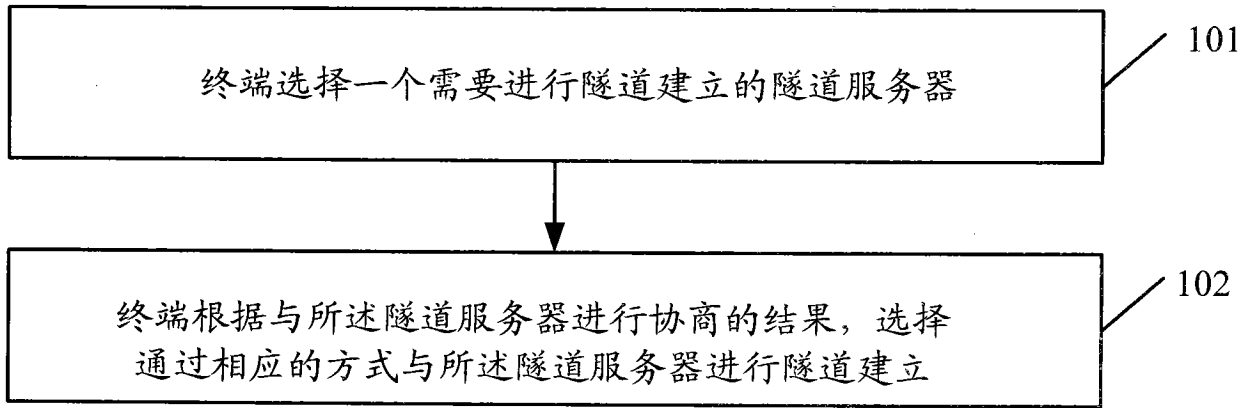 终端选择一个需要进行隧道建立的隧道服务器
101
终端根据与所述隧道服务器进行协商的结果，选择
通过相应的方式与所述隧道服务器进行隧道建立
102